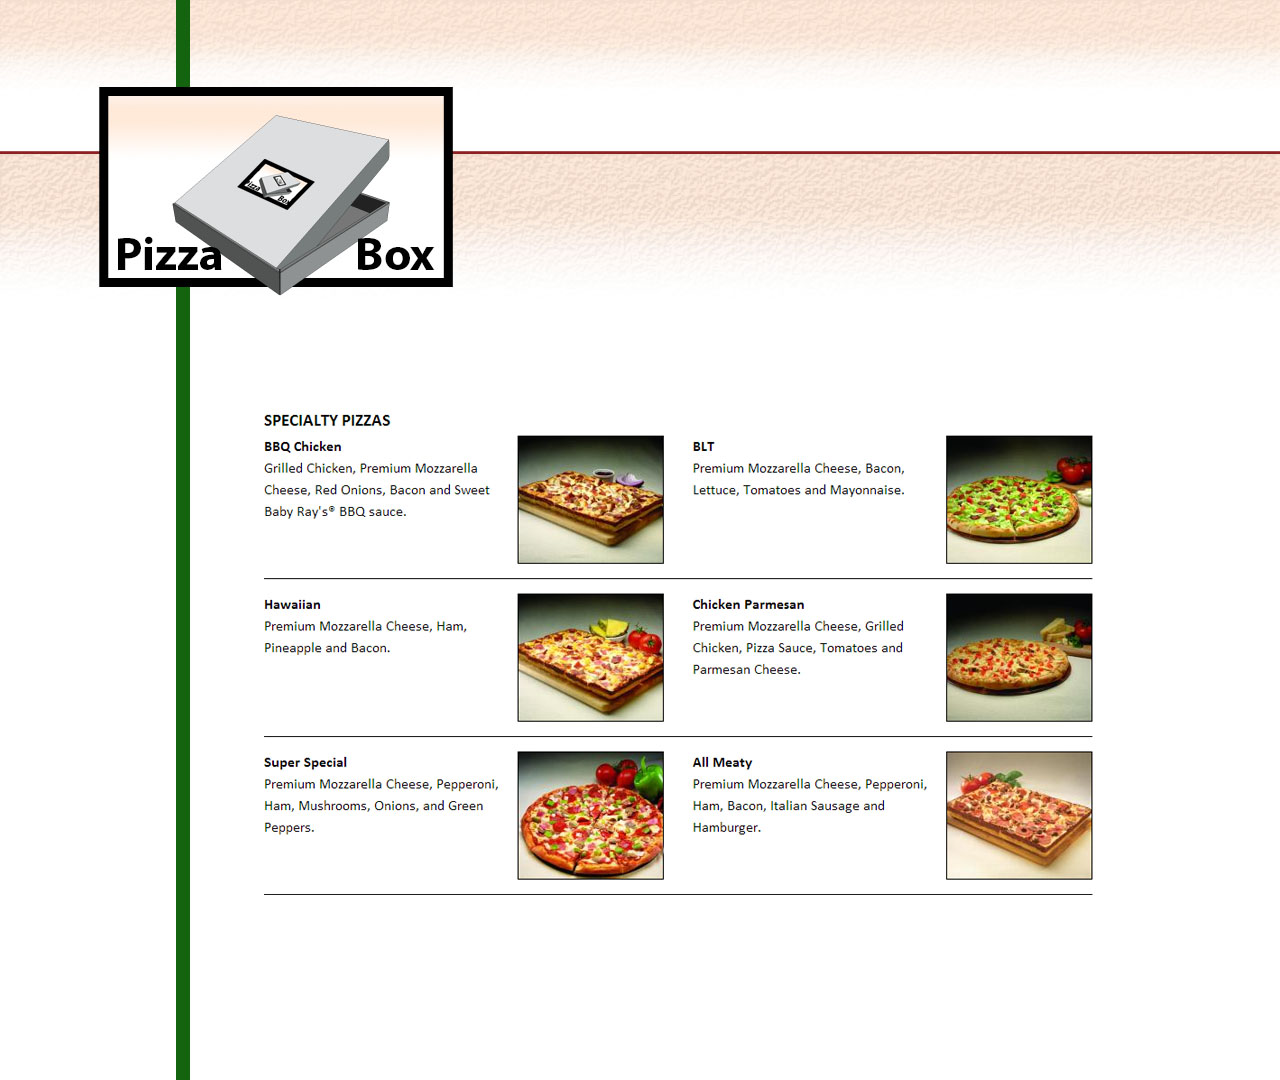 Pizza Box
Pizza Box
SPECIALTY PIZZAS
BBQ Chicken
Grilled Chicken, Premium Mozzarella
Cheese, Red Onions, Bacon and Sweet
Baby Ray's® BBQ sauce.
BLT
Premium Mozzarella Cheese, Bacon,
Lettuce, Tomatoes and Mayonnaise.
Hawaiian
Premium Mozzarella Cheese, Ham,
Pineapple and Bacon.
Chicken Parmesan
Premium Mozzarella Cheese, Grilled
Chicken, Pizza Sauce, Tomatoes and
Parmesan Cheese.
Super Special
Premium Mozzarella Cheese, Pepperoni,
Ham, Mushrooms, Onions, and Green
Peppers.
All Meaty
Premium Mozzarella Cheese, Pepperoni,
Ham, Bacon, Italian Sausage and
Hamburger.